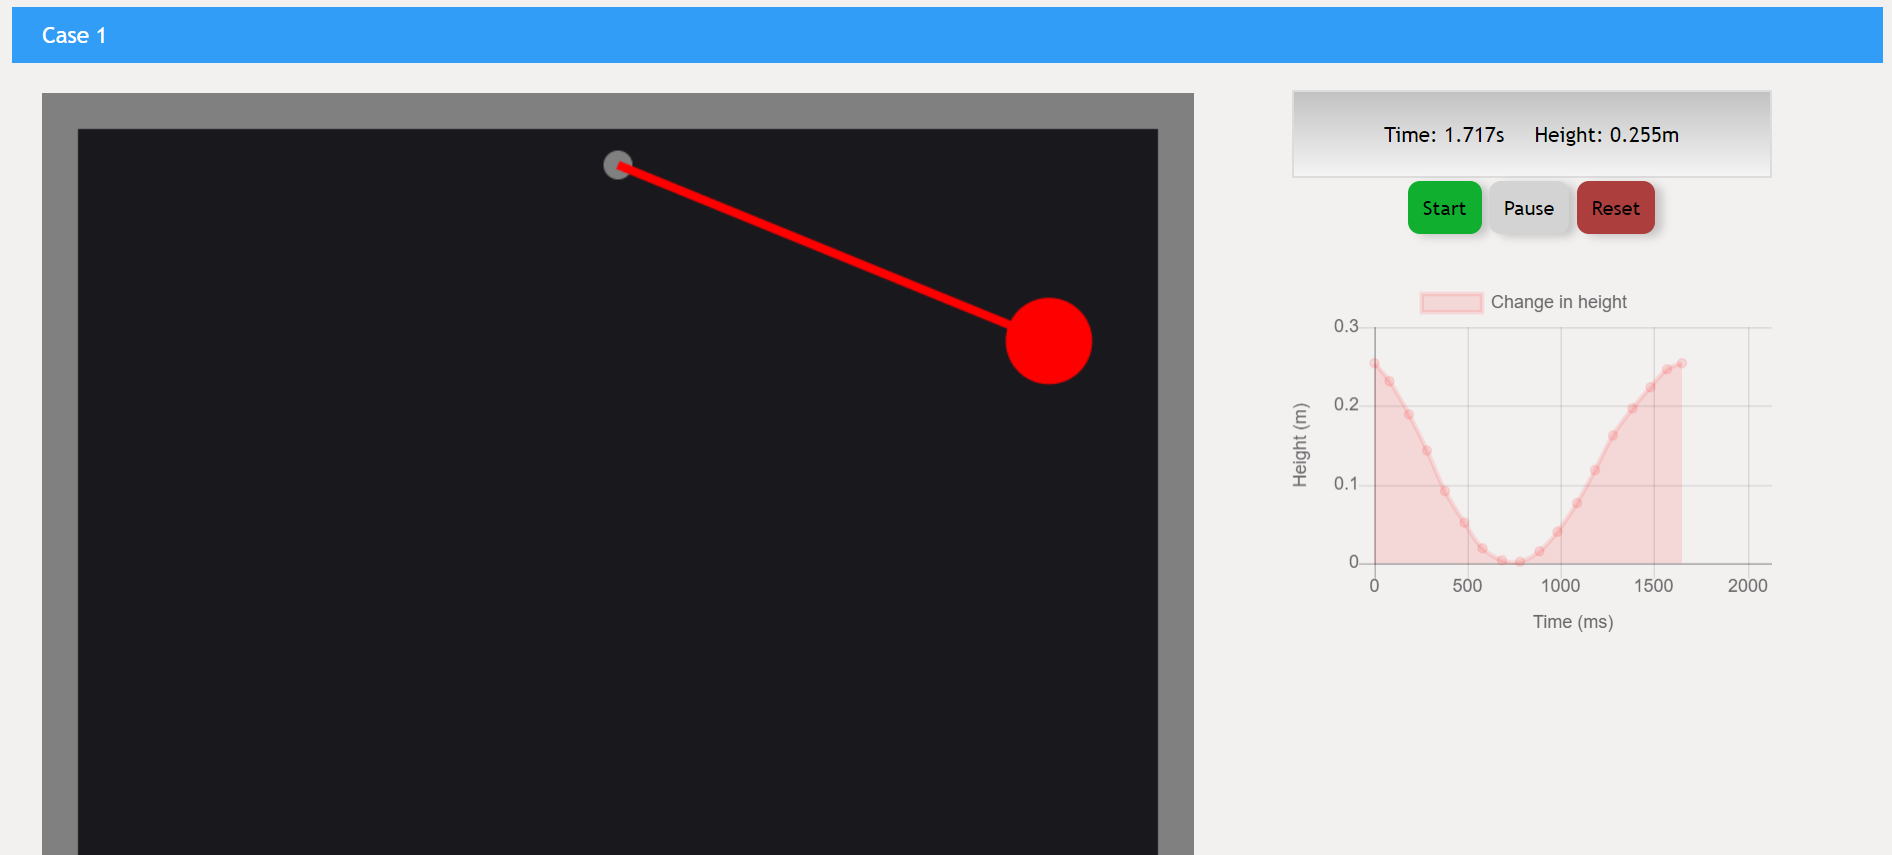 Case 1
Time: 1.717s Height: 0.255m
Start Pause Reset
Change in height
0.3
0.2
0.1
0
Height (m)
0 500 1000 1500 2000
Time (ms)